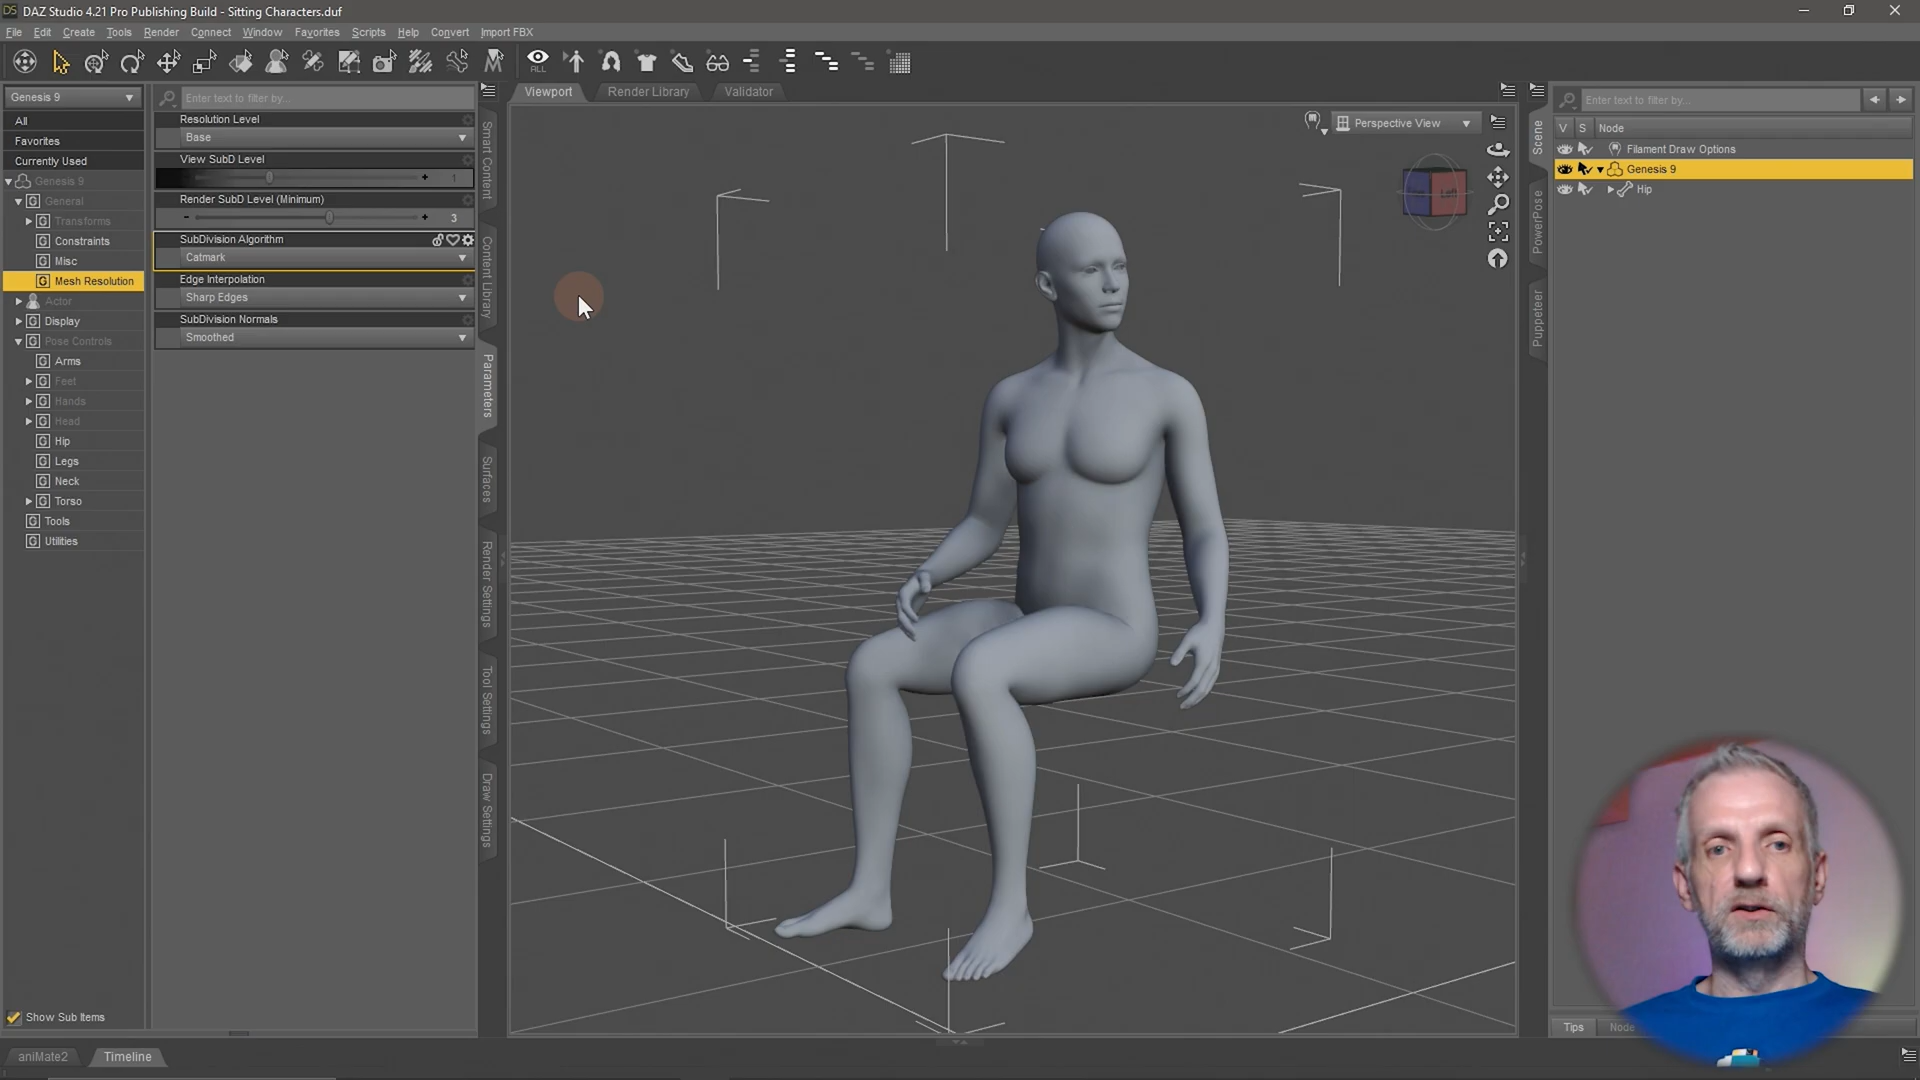 DS DAZ Studio 4.21 Pro Publishing Build - Sitting Characters.duf
File Edit Create Tools Render Connect Window Favorites Scripts Help Convert Import FBX
ALL
Genesis 9
All
Favorites
Currently Used
Genesis 9
General
Transforms
Constraints
Misc
Mesh Resolution
Actor
Display
Pose Controls
Arms
Feet
Hands
Head
Hip
Legs
Neck
Torso
Tools
Utilities
Show Sub Items
Enter text to filter by...
Resolution Level
Base
View SubD Level
1
Render SubD Level (Minimum)
3
SubDivision Algorithm
Catmark
Edge Interpolation
Sharp Edges
SubDivision Normals
Smoothed
Smart Content
Content Library
Parameters
Surfaces
Render Settings
Tool Settings
Draw Settings
Viewport Render Library Validator
Perspective View
Left
Scene
PowerPose
Puppeteer
Enter text to filter by...
V S Node
Filament Draw Options
Genesis 9
Hip
Tips Node
aniMate2 Timeline